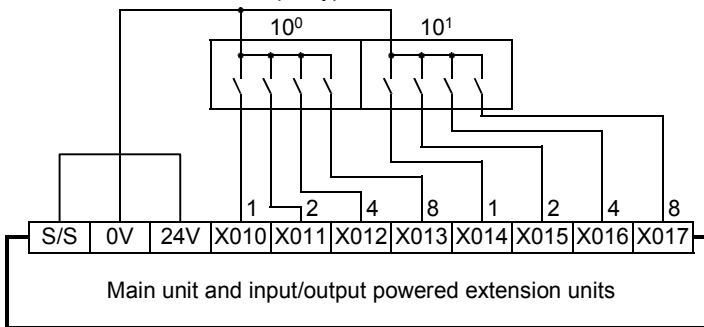 10⁰ 10¹
1 2 4 8 1 2 4 8
S/S 0V 24V X010 X011 X012 X013 X014 X015 X016 X017
Main unit and input/output powered extension units